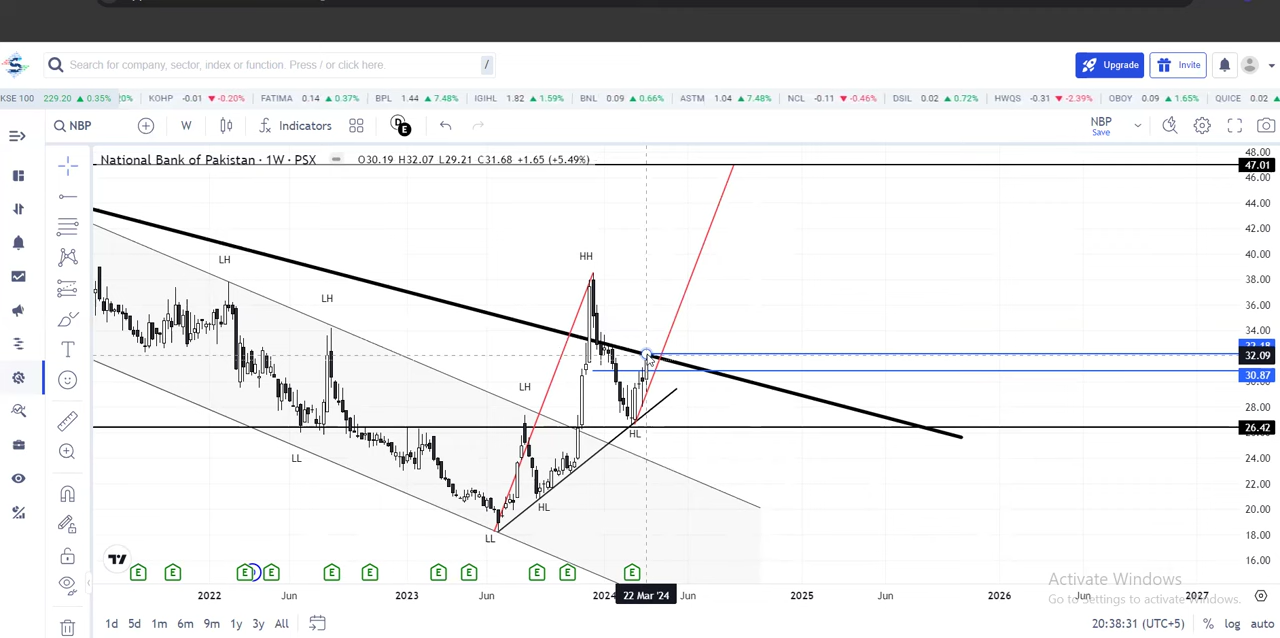 Search for company, sector, index or function. Press / or click here.
/
Upgrade
Invite
KSE 100 229.20 ▲ 0.35% 20% KOHP -0.01 ▼ -0.20% FATIMA 0.14 ▲ 0.37% BPL 1.44 ▲ 7.48% IGIHL 1.82 ▲ 1.59% BNL 0.09 ▲ 0.66% ASTM 1.04 ▲ 7.48% NCL -0.11 ▼ -0.46% DSIL 0.02 ▲ 0.72% HWQS -0.31 ▼ -2.39% OBOY 0.09 ▲ 1.65% QUICE 0.02
NBP W Indicators D E NBP
Save
National Bank of Pakistan · 1W · PSX O30.19 H32.07 L29.21 C31.68 +1.65 (+5.49%)
48.00
47.01
46.00
44.00
42.00
LH HH
40.00
38.00
LH
36.00
34.00
32.09
30.87
LH
28.00
26.42
HL
LL
24.00
22.00
HL
20.00
18.00
LL
16.00
E E E E E E E E E E E
2022 Jun 2023 Jun 2024 22 Mar '24 Jun 2025 Jun 2026 Jun 2027
Activate Windows
Go to Settings to activate Windows.
1d 5d 1m 6m 9m 1y 3y All 20:38:31 (UTC+5) % log auto